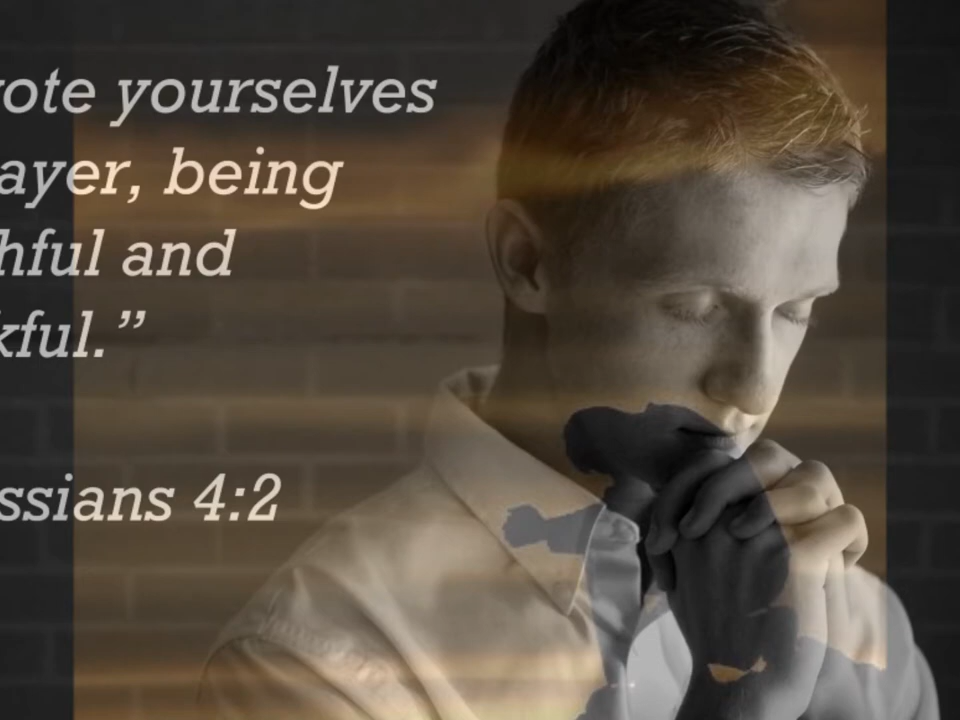 ote yourselves
ayer, being
hful and
kful.”
ssians 4:2